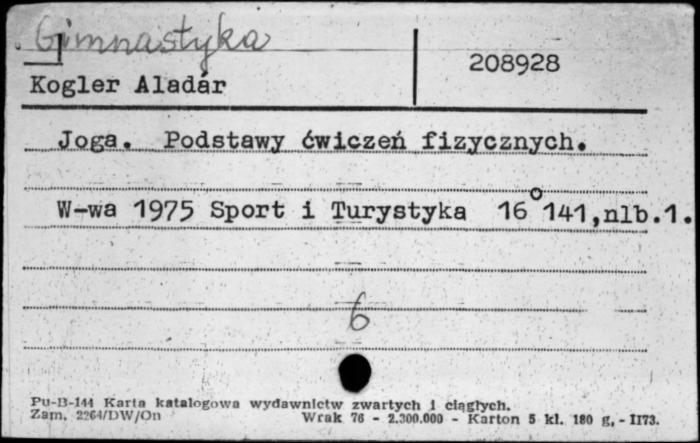 Gimnastyka
208928
Kogler Aladár
Joga. Podstawy ćwiczeń fizycznych.
W-wa 1975 Sport i Turystyka 16° 141,nlb.1.
6
Pu-B-144 Karta katalogowa wydawnictw zwartych i ciągłych.
Zam. 2264/DW/On Wrak 76 - 2.300.000 - Karton 5 kl. 180 g, - II73.